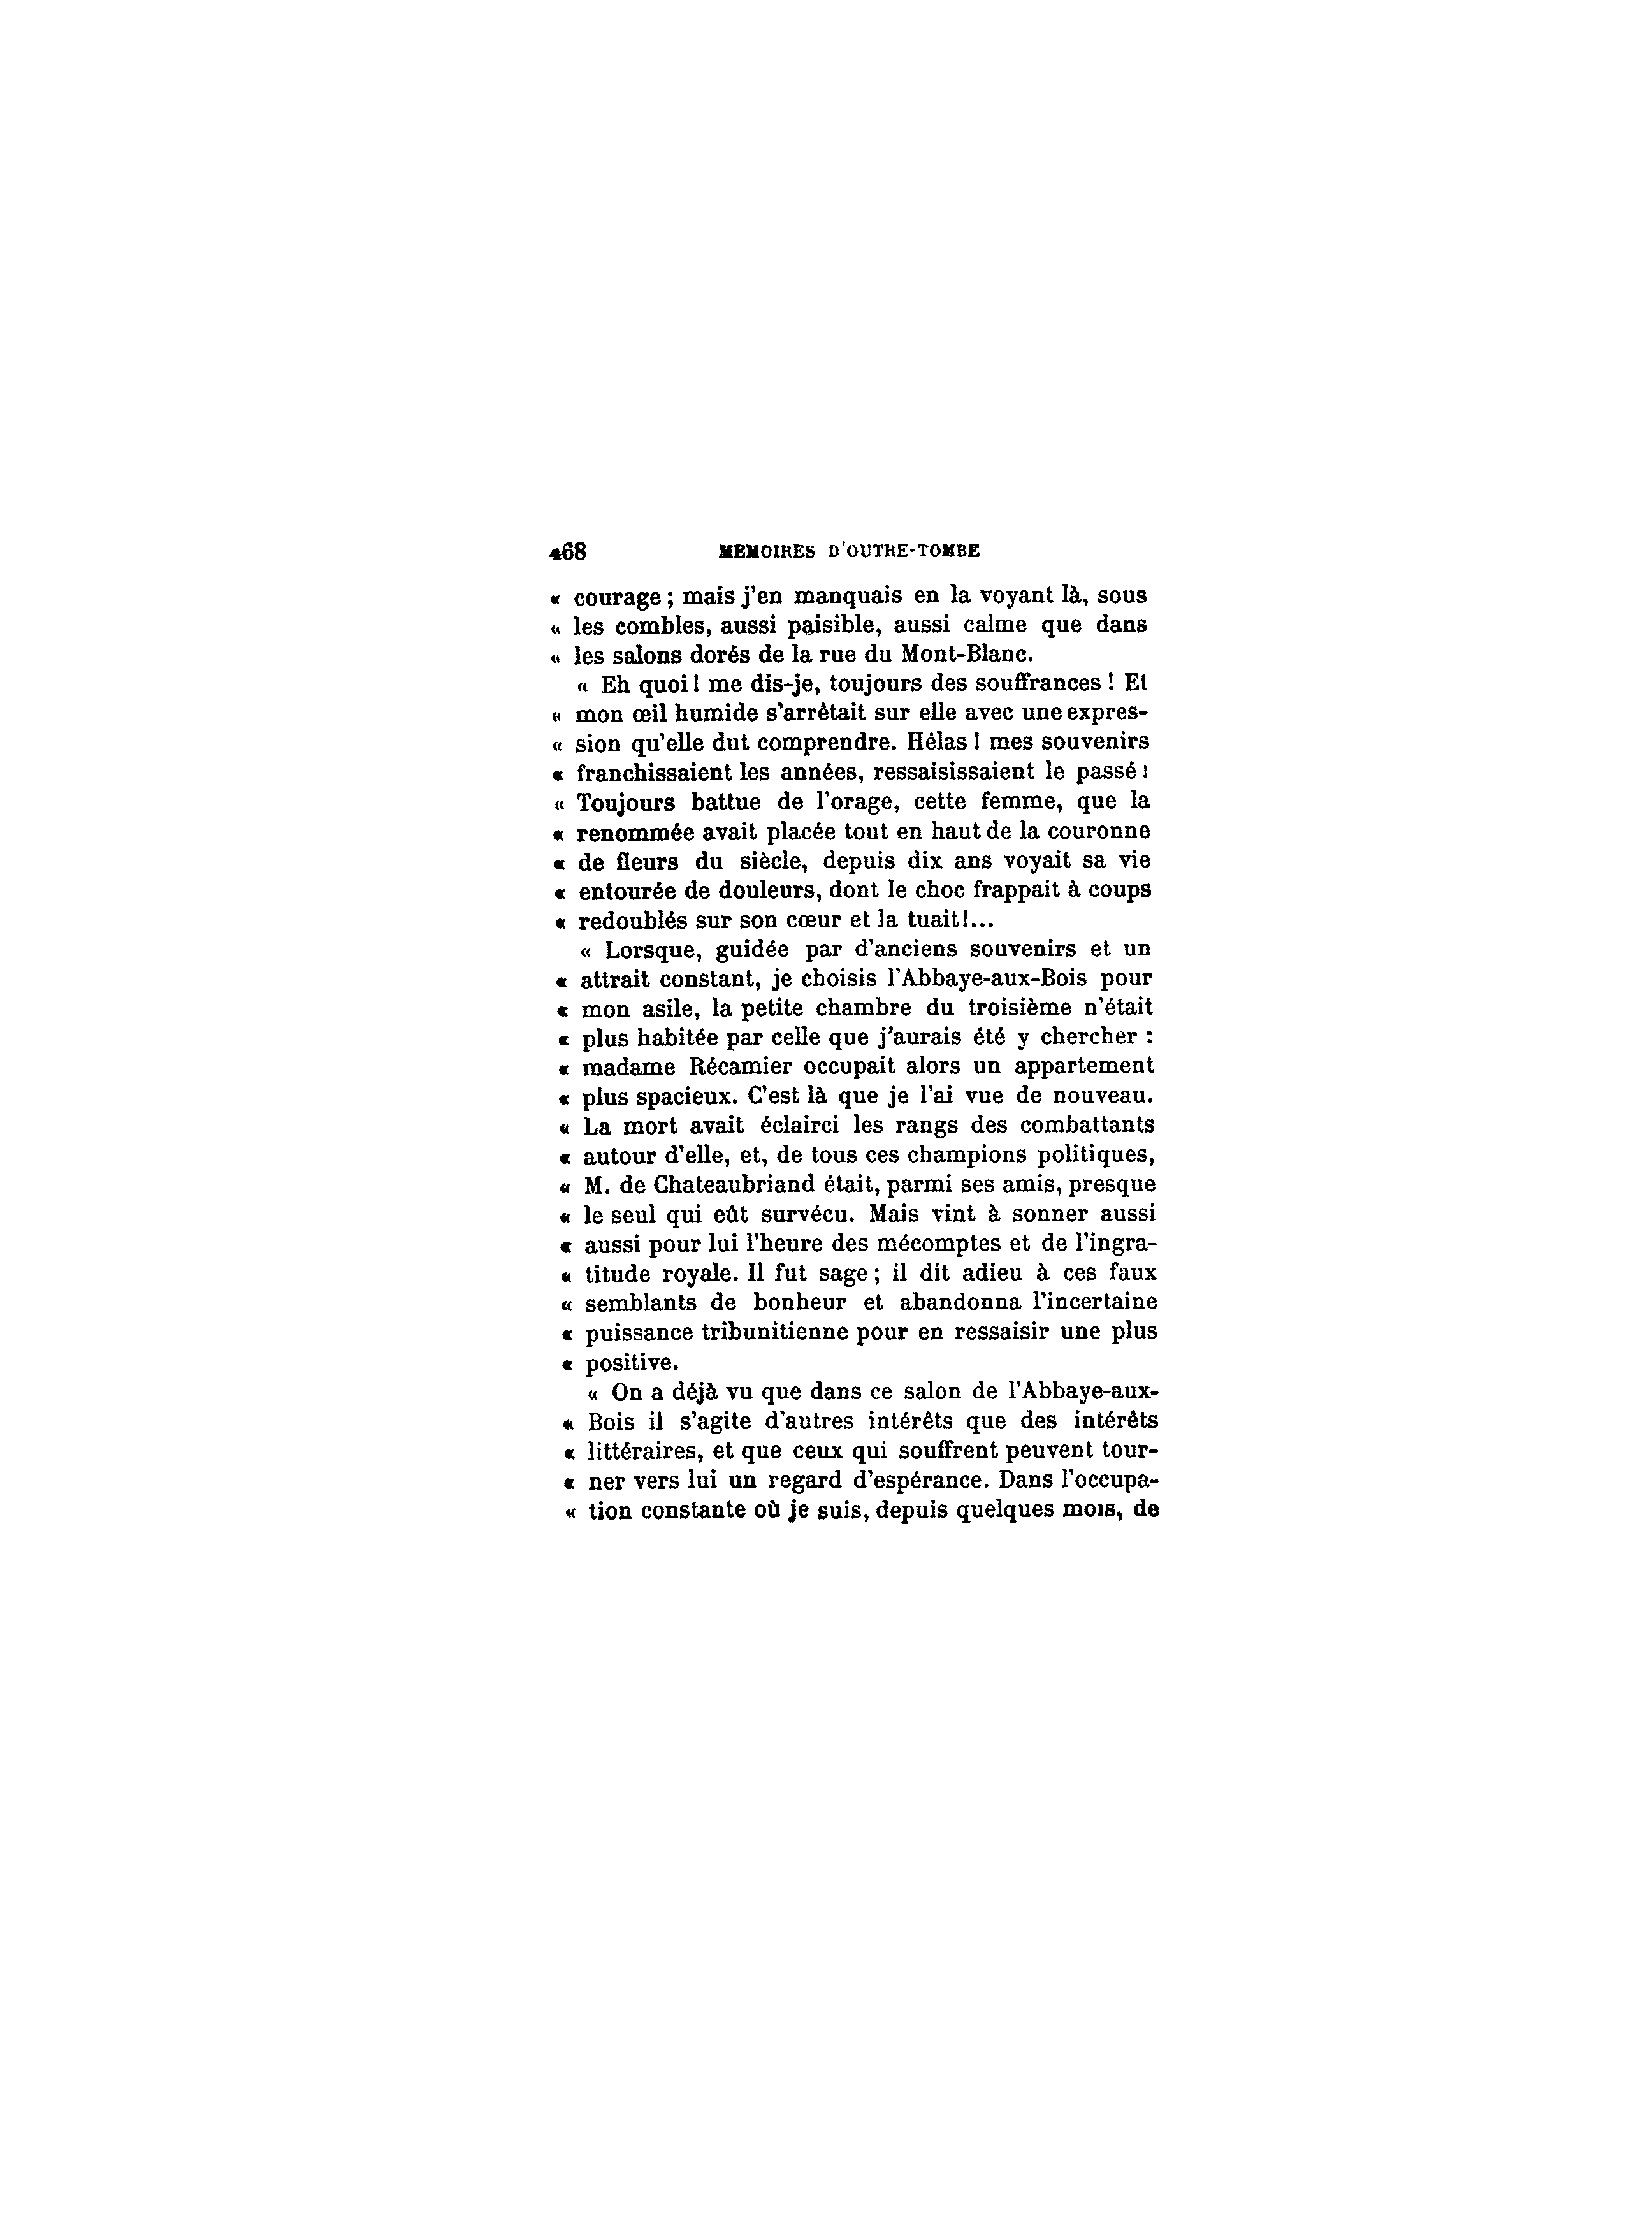 468 MÉMOIRES D'OUTRE-TOMBE
« courage ; mais j'en manquais en la voyant là, sous
« les combles, aussi paisible, aussi calme que dans
« les salons dorés de la rue du Mont-Blanc.
« Eh quoi ! me dis-je, toujours des souffrances ! Et
« mon œil humide s'arrêtait sur elle avec une expres-
« sion qu'elle dut comprendre. Hélas ! mes souvenirs
« franchissaient les années, ressaisissaient le passé !
« Toujours battue de l'orage, cette femme, que la
« renommée avait placée tout en haut de la couronne
« de fleurs du siècle, depuis dix ans voyait sa vie
« entourée de douleurs, dont le choc frappait à coups
« redoublés sur son cœur et la tuait !...
« Lorsque, guidée par d'anciens souvenirs et un
« attrait constant, je choisis l'Abbaye-aux-Bois pour
« mon asile, la petite chambre du troisième n'était
« plus habitée par celle que j'aurais été y chercher :
« madame Récamier occupait alors un appartement
« plus spacieux. C'est là que je l'ai vue de nouveau.
« La mort avait éclairci les rangs des combattants
« autour d'elle, et, de tous ces champions politiques,
« M. de Chateaubriand était, parmi ses amis, presque
« le seul qui eût survécu. Mais vint à sonner aussi
« aussi pour lui l'heure des mécomptes et de l'ingra-
« titude royale. Il fut sage ; il dit adieu à ces faux
« semblants de bonheur et abandonna l'incertaine
« puissance tribunitienne pour en ressaisir une plus
« positive.
« On a déjà vu que dans ce salon de l'Abbaye-aux-
« Bois il s'agite d'autres intérêts que des intérêts
« littéraires, et que ceux qui souffrent peuvent tour-
« ner vers lui un regard d'espérance. Dans l'occupa-
« tion constante où je suis, depuis quelques mois, de